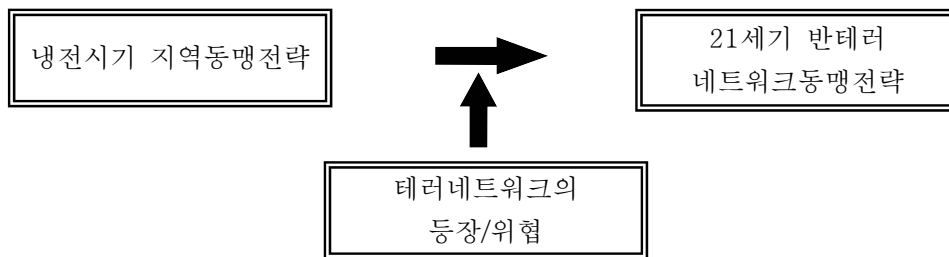 냉전시기 지역동맹전략
21세기 반테러
네트워크동맹전략
테러네트워크의
등장/위협